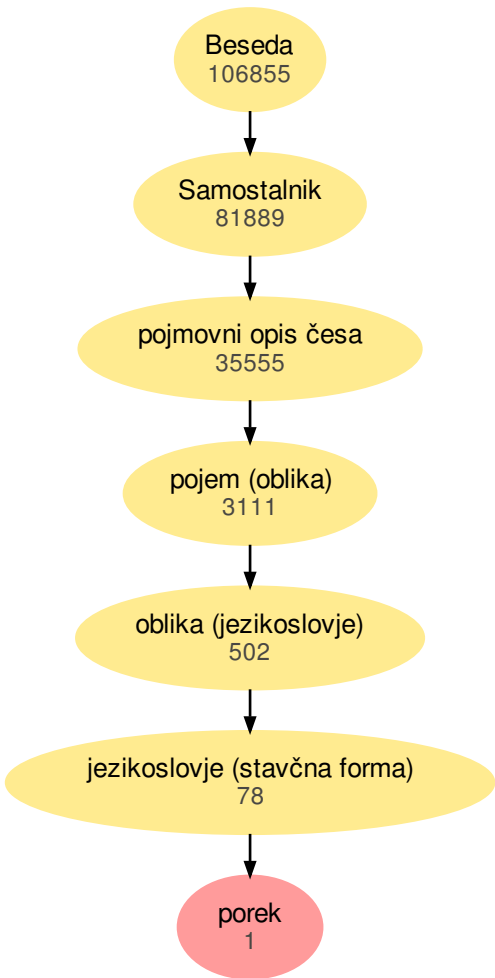 Beseda
106855
Samostalnik
81889
pojmovni opis česa
35555
pojem (oblika)
3111
oblika (jezikoslovje)
502
jezikoslovje (stavčna forma)
78
porek
1